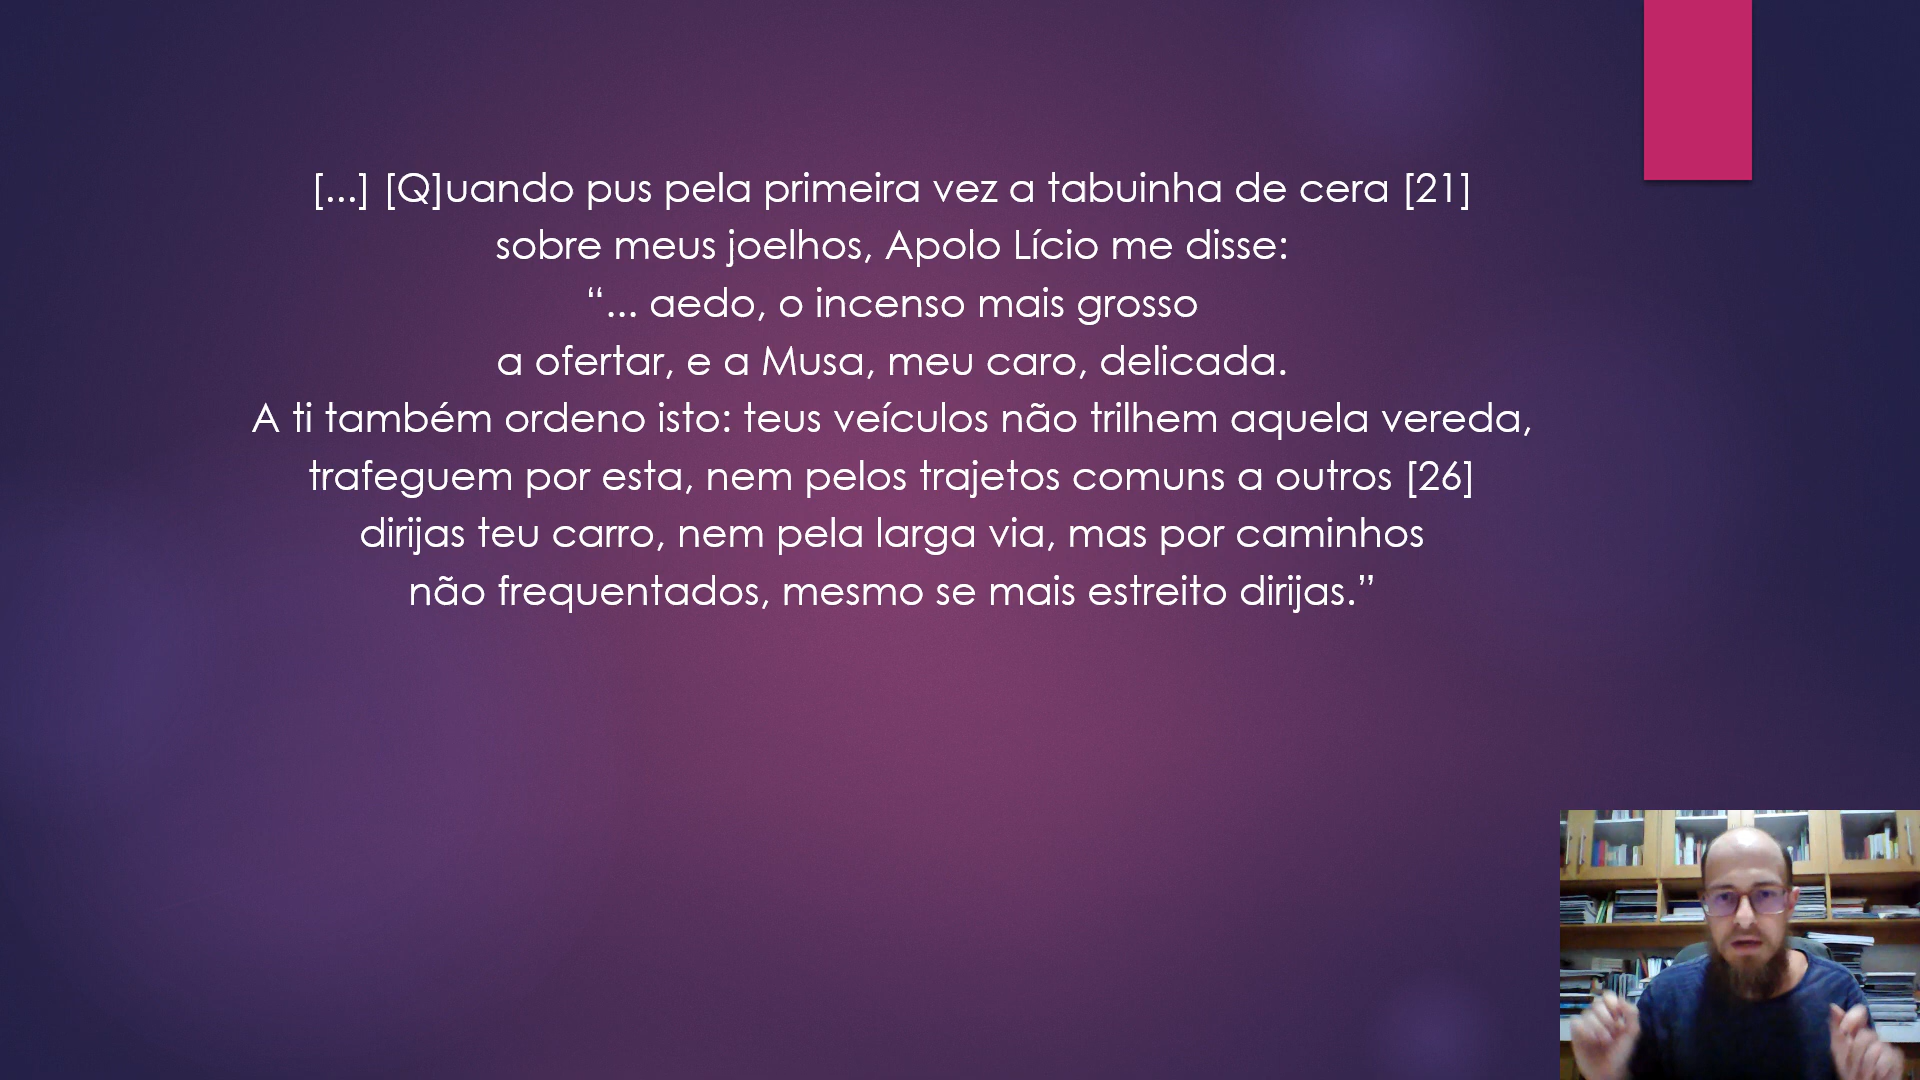 [...] [Q]uando pus pela primeira vez a tabuinha de cera [21]
sobre meus joelhos, Apolo Lício me disse:
“... aedo, o incenso mais grosso
a ofertar, e a Musa, meu caro, delicada.
A ti também ordeno isto: teus veículos não trilhem aquela vereda,
trafeguem por esta, nem pelos trajetos comuns a outros [26]
dirijas teu carro, nem pela larga via, mas por caminhos
não frequentados, mesmo se mais estreito dirijas.”